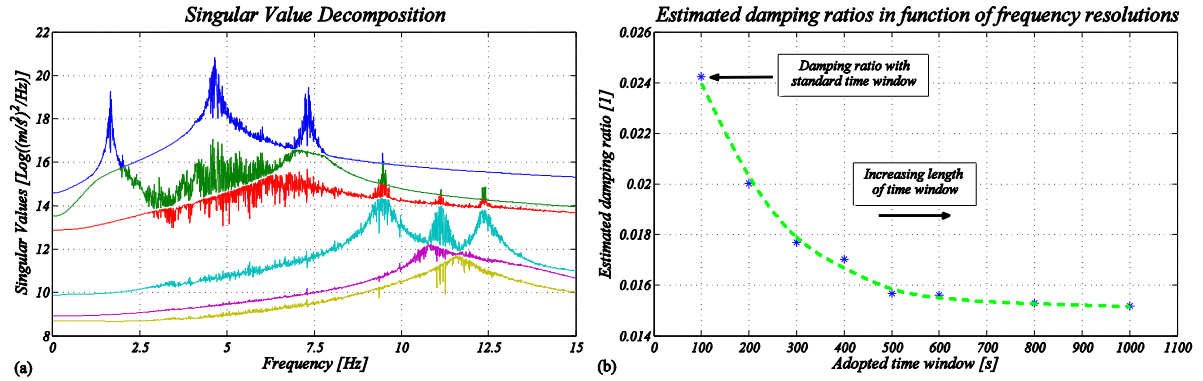 Singular Value Decomposition
Singular Values [Log((m/s²)²/Hz)]
22
20
18
16
14
12
10
8
0
2.5
5
7.5
10
12.5
15
Frequency [Hz]
(a)
Estimated damping ratios in function of frequency resolutions
Estimated damping ratio [1]
0.026
0.024
0.022
0.02
0.018
0.016
0.014
Damping ratio with
standard time window
Increasing length
of time window
0
100
200
300
400
500
600
700
800
900
1000
1100
Adopted time window [s]
(b)